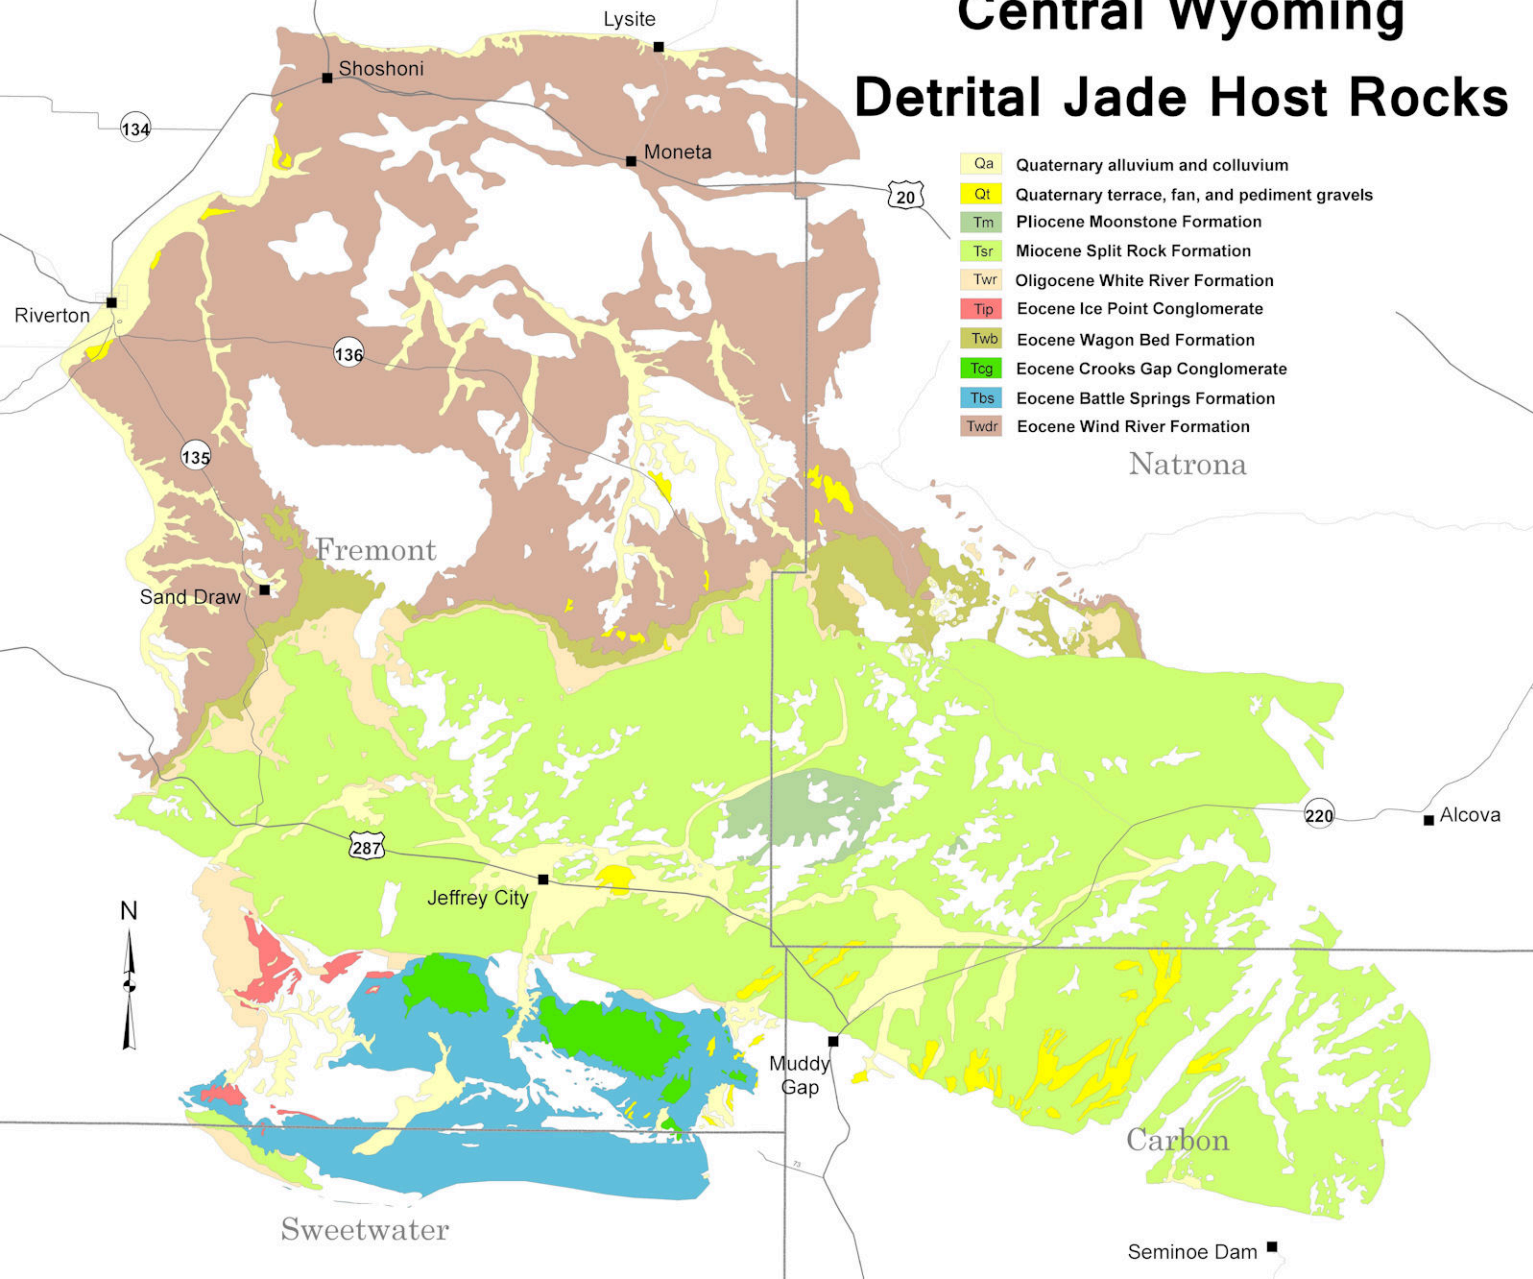 Central Wyoming
Detrital Jade Host Rocks
Qa Quaternary alluvium and colluvium
Qt Quaternary terrace, fan, and pediment gravels
Tm Pliocene Moonstone Formation
Tsr Miocene Split Rock Formation
Twr Oligocene White River Formation
Tip Eocene Ice Point Conglomerate
Twb Eocene Wagon Bed Formation
Tcg Eocene Crooks Gap Conglomerate
Tbs Eocene Battle Springs Formation
Twdr Eocene Wind River Formation
Lysite
Shoshoni
134
Moneta
20
Riverton
136
135
Natrona
Fremont
Sand Draw
220
Alcova
287
Jeffrey City
N
Muddy
Gap
Carbon
73
Sweetwater
Seminoe Dam